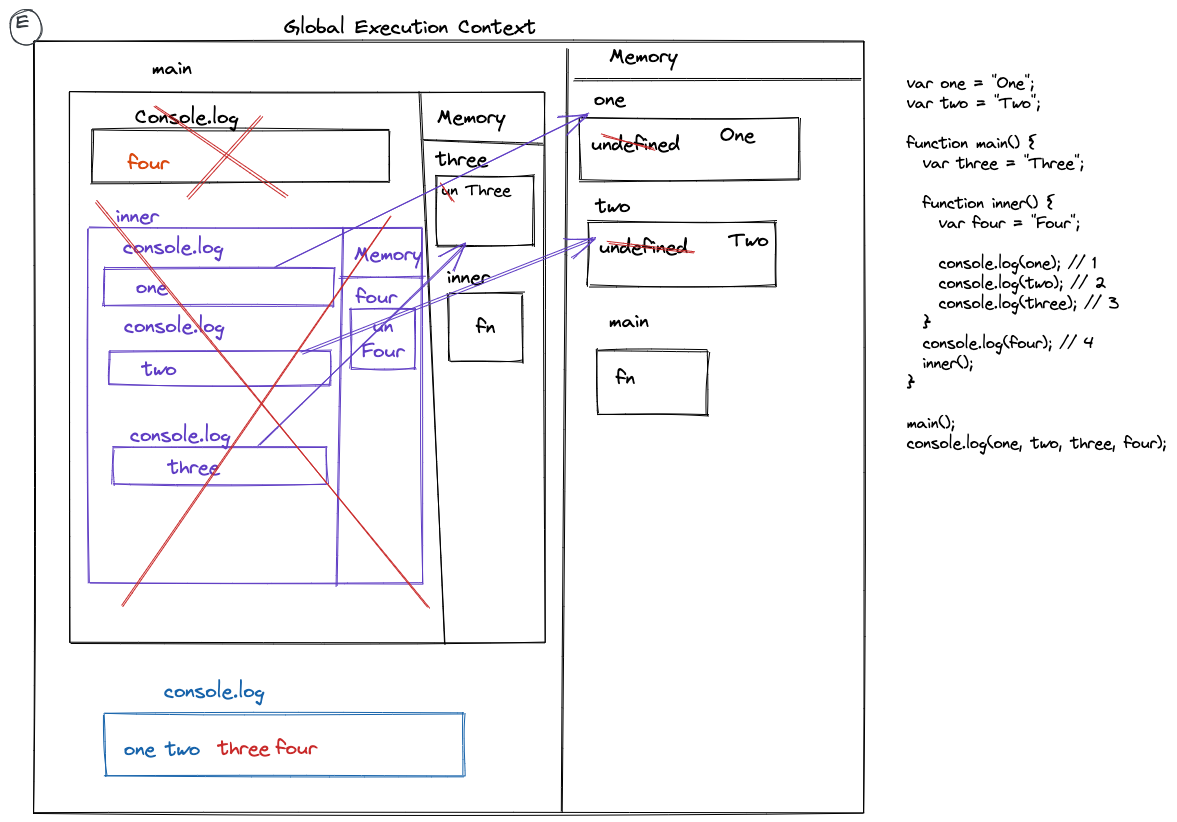 E
Global Execution Context
main
Console.log
four
Memory
three
un Three
inner
fn
inner
console.log
one
console.log
two
console.log
three
Memory
four
un
Four
Memory
one
undefined One
two
undefined Two
main
fn
console.log
one two three four
var one = "One";
var two = "Two";
function main() {
var three = "Three";
function inner() {
var four = "Four";
console.log(one); // 1
console.log(two); // 2
console.log(three); // 3
}
console.log(four); // 4
inner();
}
main();
console.log(one, two, three, four);